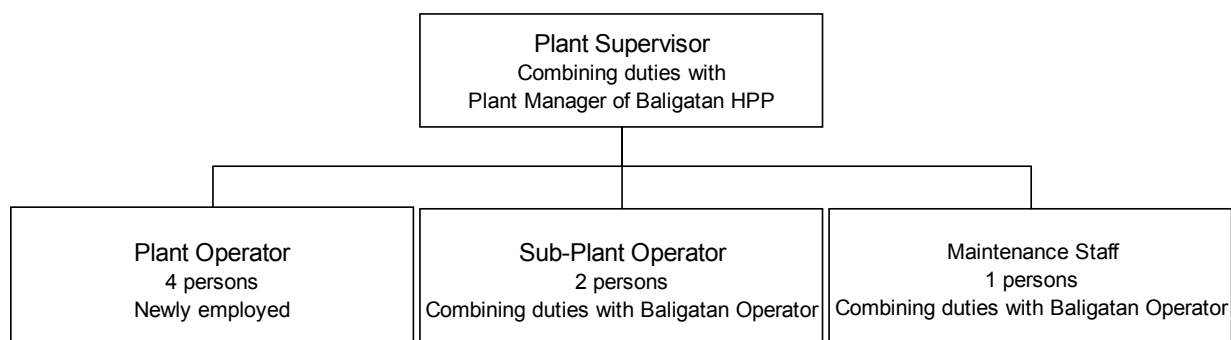 Plant Supervisor
Combining duties with
Plant Manager of Baligatan HPP
Plant Operator
4 persons
Newly employed
Sub-Plant Operator
2 persons
Combining duties with Baligatan Operator
Maintenance Staff
1 persons
Combining duties with Baligatan Operator